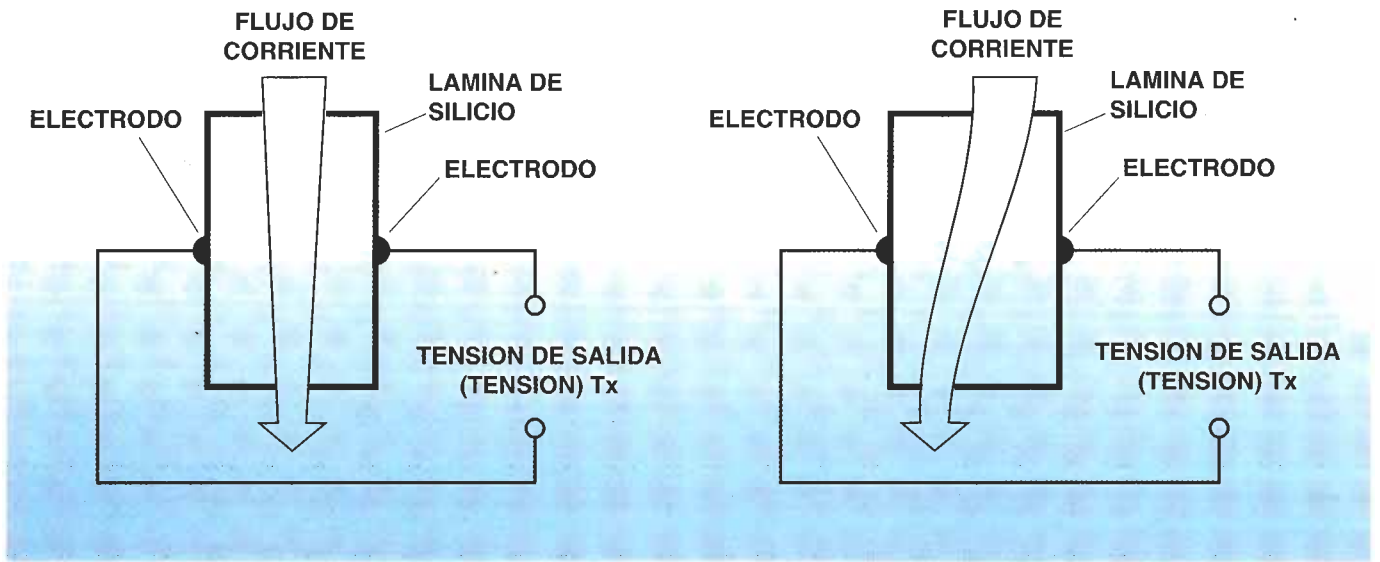 FLUJO DE
CORRIENTE
LAMINA DE
SILICIO
ELECTRODO
ELECTRODO
TENSION DE SALIDA
(TENSION) Tx
FLUJO DE
CORRIENTE
LAMINA DE
SILICIO
ELECTRODO
ELECTRODO
TENSION DE SALIDA
(TENSION) Tx